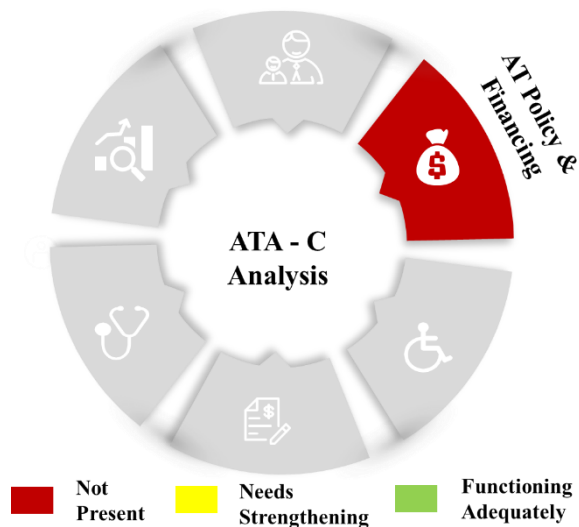 AT Policy &
Financing
$
ATA - C
Analysis
$
Not
Present
Needs
Strengthening
Functioning
Adequately